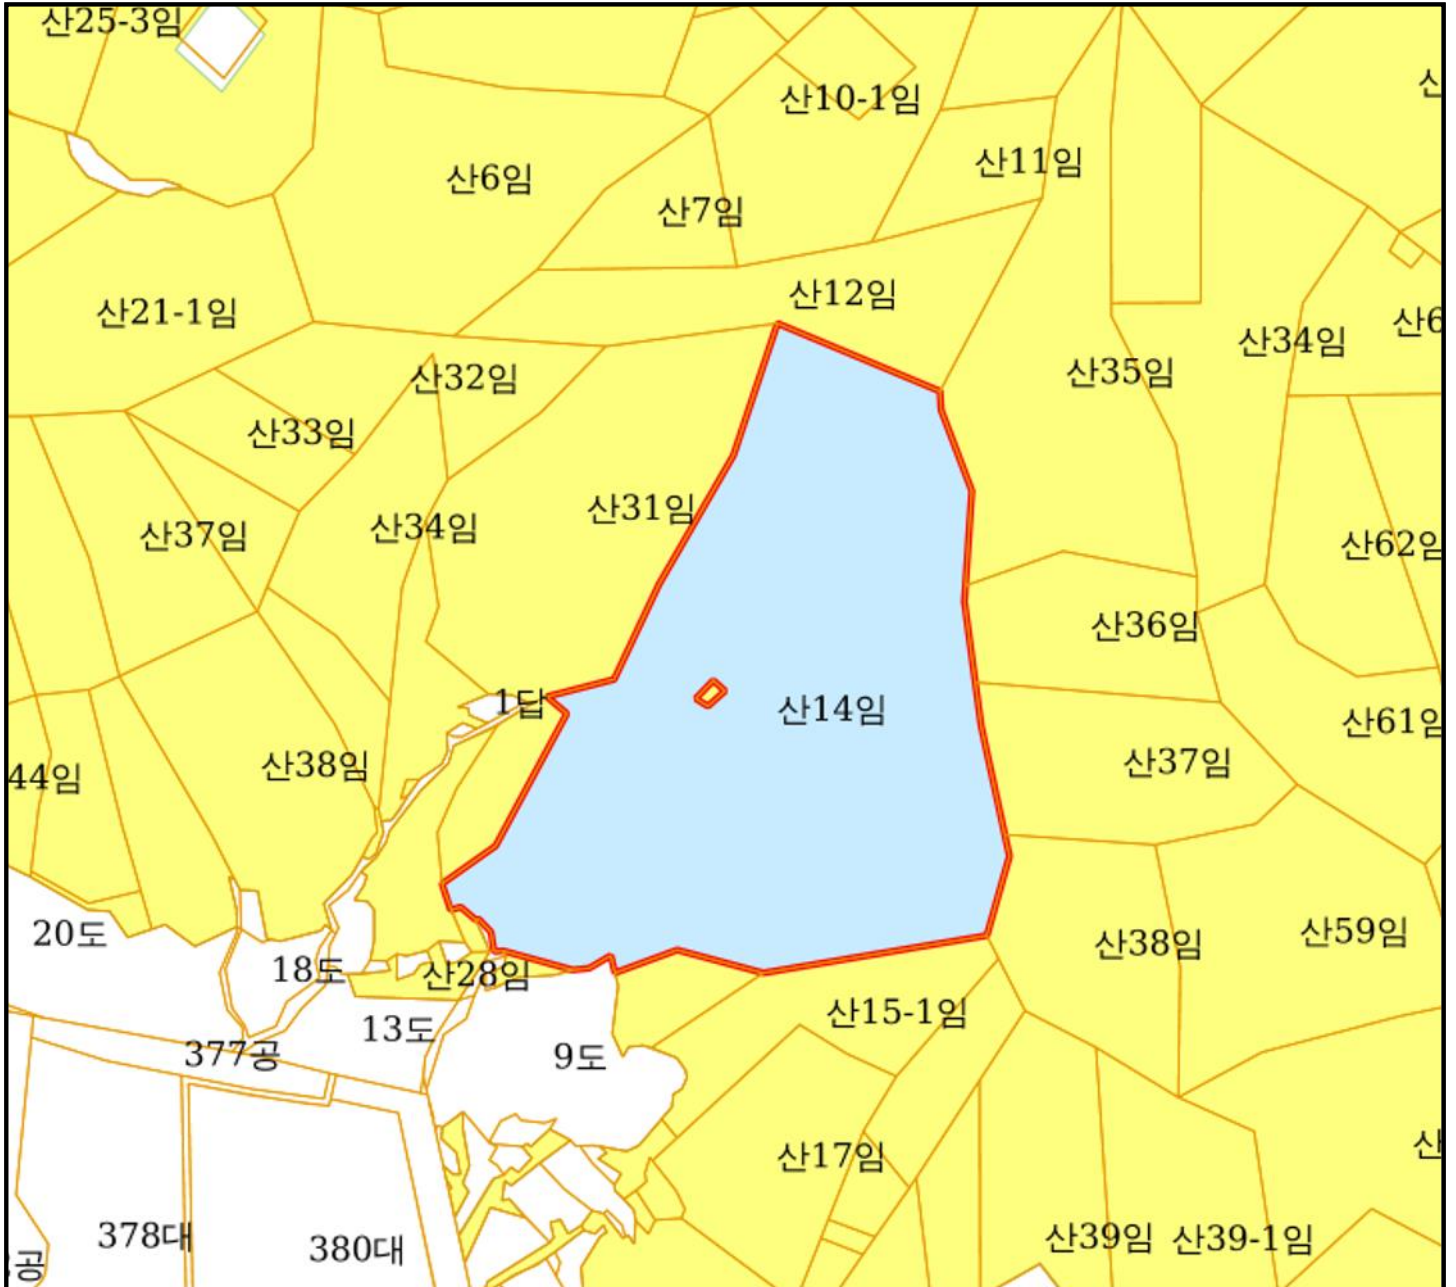 산25-3임
산10-1임
산11임
산6임
산7임
산12임
산21-1임
산34임
산35임
산32임
산33임
산31임
산34임
산37임
산62임
산36임
1답
산14임
산61임
산37임
산38임
44임
20도
산38임
산59임
18도
산28임
산15-1임
13도
377공
9도
산17임
378대
380대
산39임
산39-1임
공